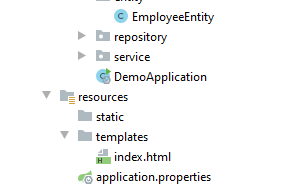 EmployeeEntity
repository
service
DemoApplication
resources
static
templates
index.html
application.properties